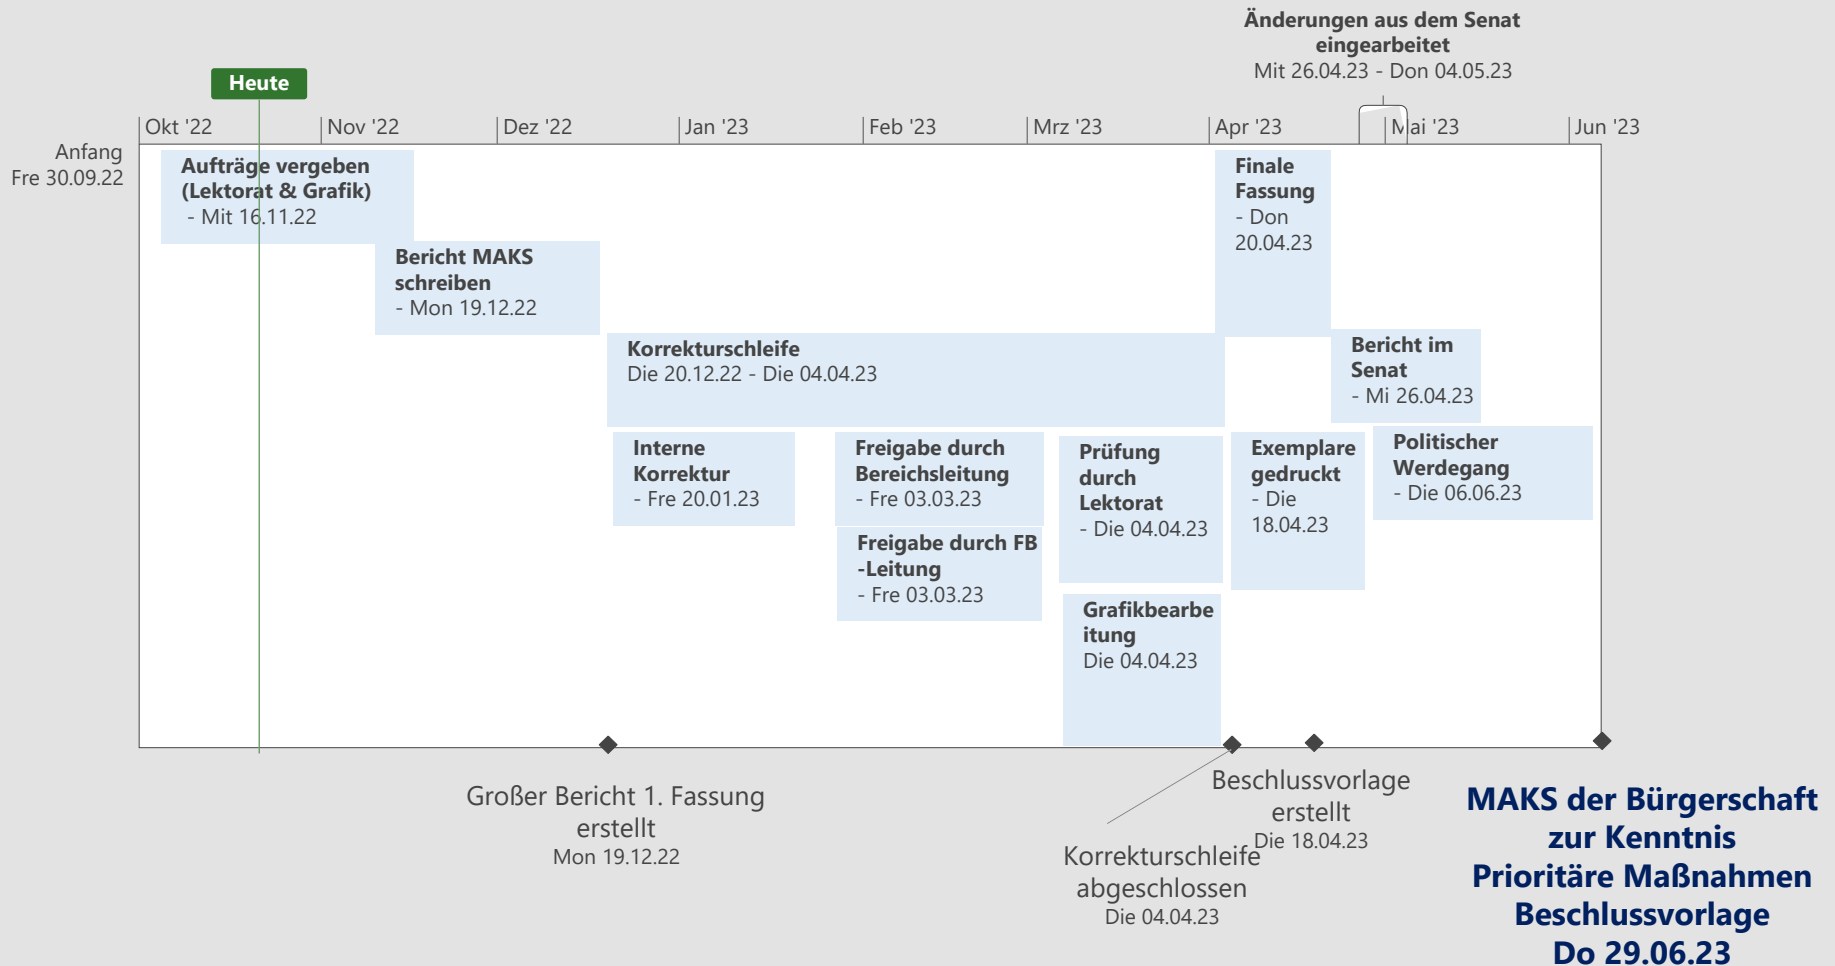 Änderungen aus dem Senat
eingearbeitet
Mit 26.04.23 - Don 04.05.23
Heute
Okt '22
Nov '22
Dez '22
Jan '23
Feb '23
Mrz '23
Apr '23
Mai '23
Jun '23
Anfang
Fre 30.09.22
Aufträge vergeben
(Lektorat & Grafik)
- Mit 16.11.22
Finale
Fassung
- Don
20.04.23
Bericht MAKS
schreiben
- Mon 19.12.22
Korrekturschleife
Die 20.12.22 - Die 04.04.23
Bericht im
Senat
- Mi 26.04.23
Interne
Korrektur
- Fre 20.01.23
Freigabe durch
Bereichsleitung
- Fre 03.03.23
Prüfung
durch
Lektorat
- Die 04.04.23
Exemplare
gedruckt
- Die
18.04.23
Politischer
Werdegang
- Die 06.06.23
Freigabe durch FB
-Leitung
- Fre 03.03.23
Grafikbearbe
itung
Die 04.04.23
Großer Bericht 1. Fassung
erstellt
Mon 19.12.22
Korrekturschleife
abgeschlossen
Die 04.04.23
Beschlussvorlage
erstellt
Die 18.04.23
MAKS der Bürgerschaft
zur Kenntnis
Prioritäre Maßnahmen
Beschlussvorlage
Do 29.06.23